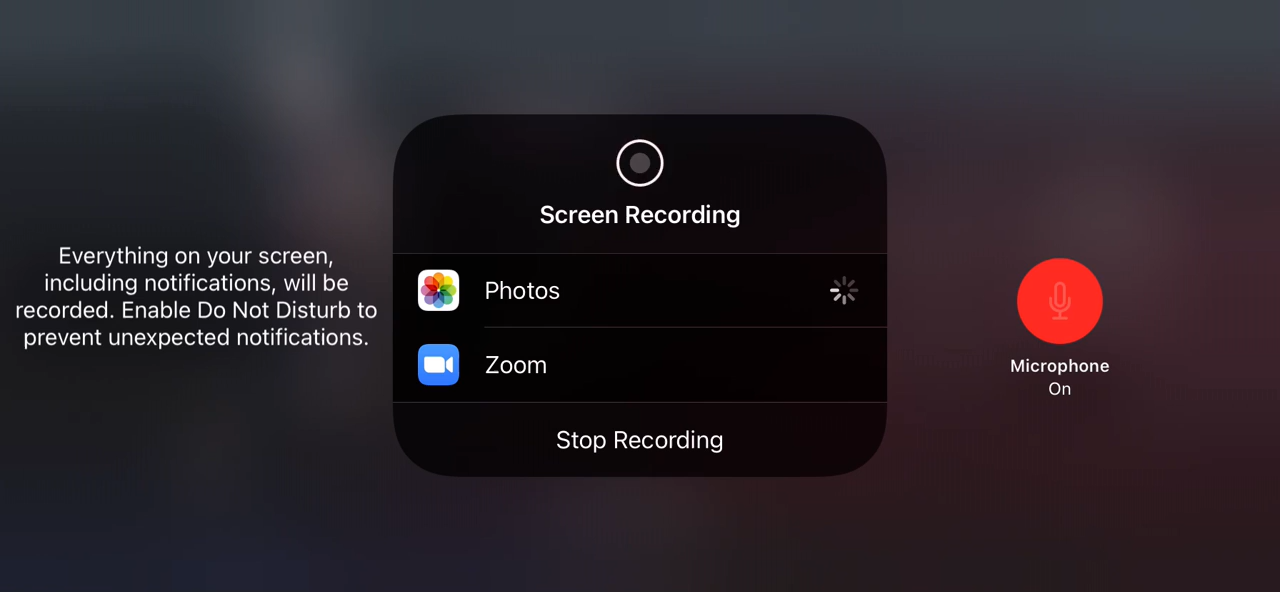 Everything on your screen,
including notifications, will be
recorded. Enable Do Not Disturb to
prevent unexpected notifications.
Screen Recording
Photos
Zoom
Stop Recording
Microphone
On